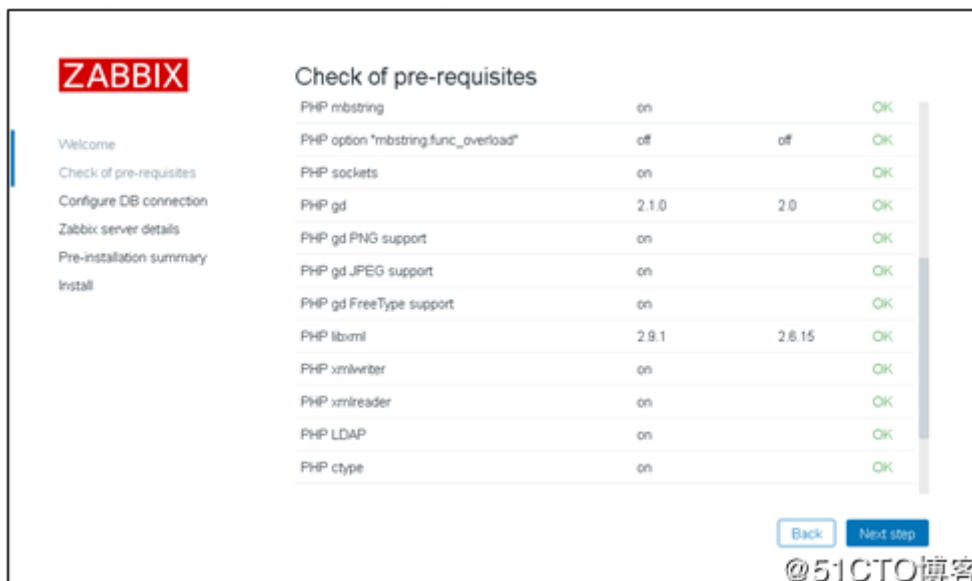 ZABBIX
Check of pre-requisites
Welcome
Check of pre-requisites
Configure DB connection
Zabbix server details
Pre-installation summary
Install
PHP mbstring on OK
PHP option "mbstring.func_overload" off off OK
PHP sockets on OK
PHP gd 2.1.0 2.0 OK
PHP gd PNG support on OK
PHP gd JPEG support on OK
PHP gd FreeType support on OK
PHP libxml 2.9.1 2.6.15 OK
PHP xmlwriter on OK
PHP xmlreader on OK
PHP LDAP on OK
PHP ctype on OK
Back Next step
@51CTO博客